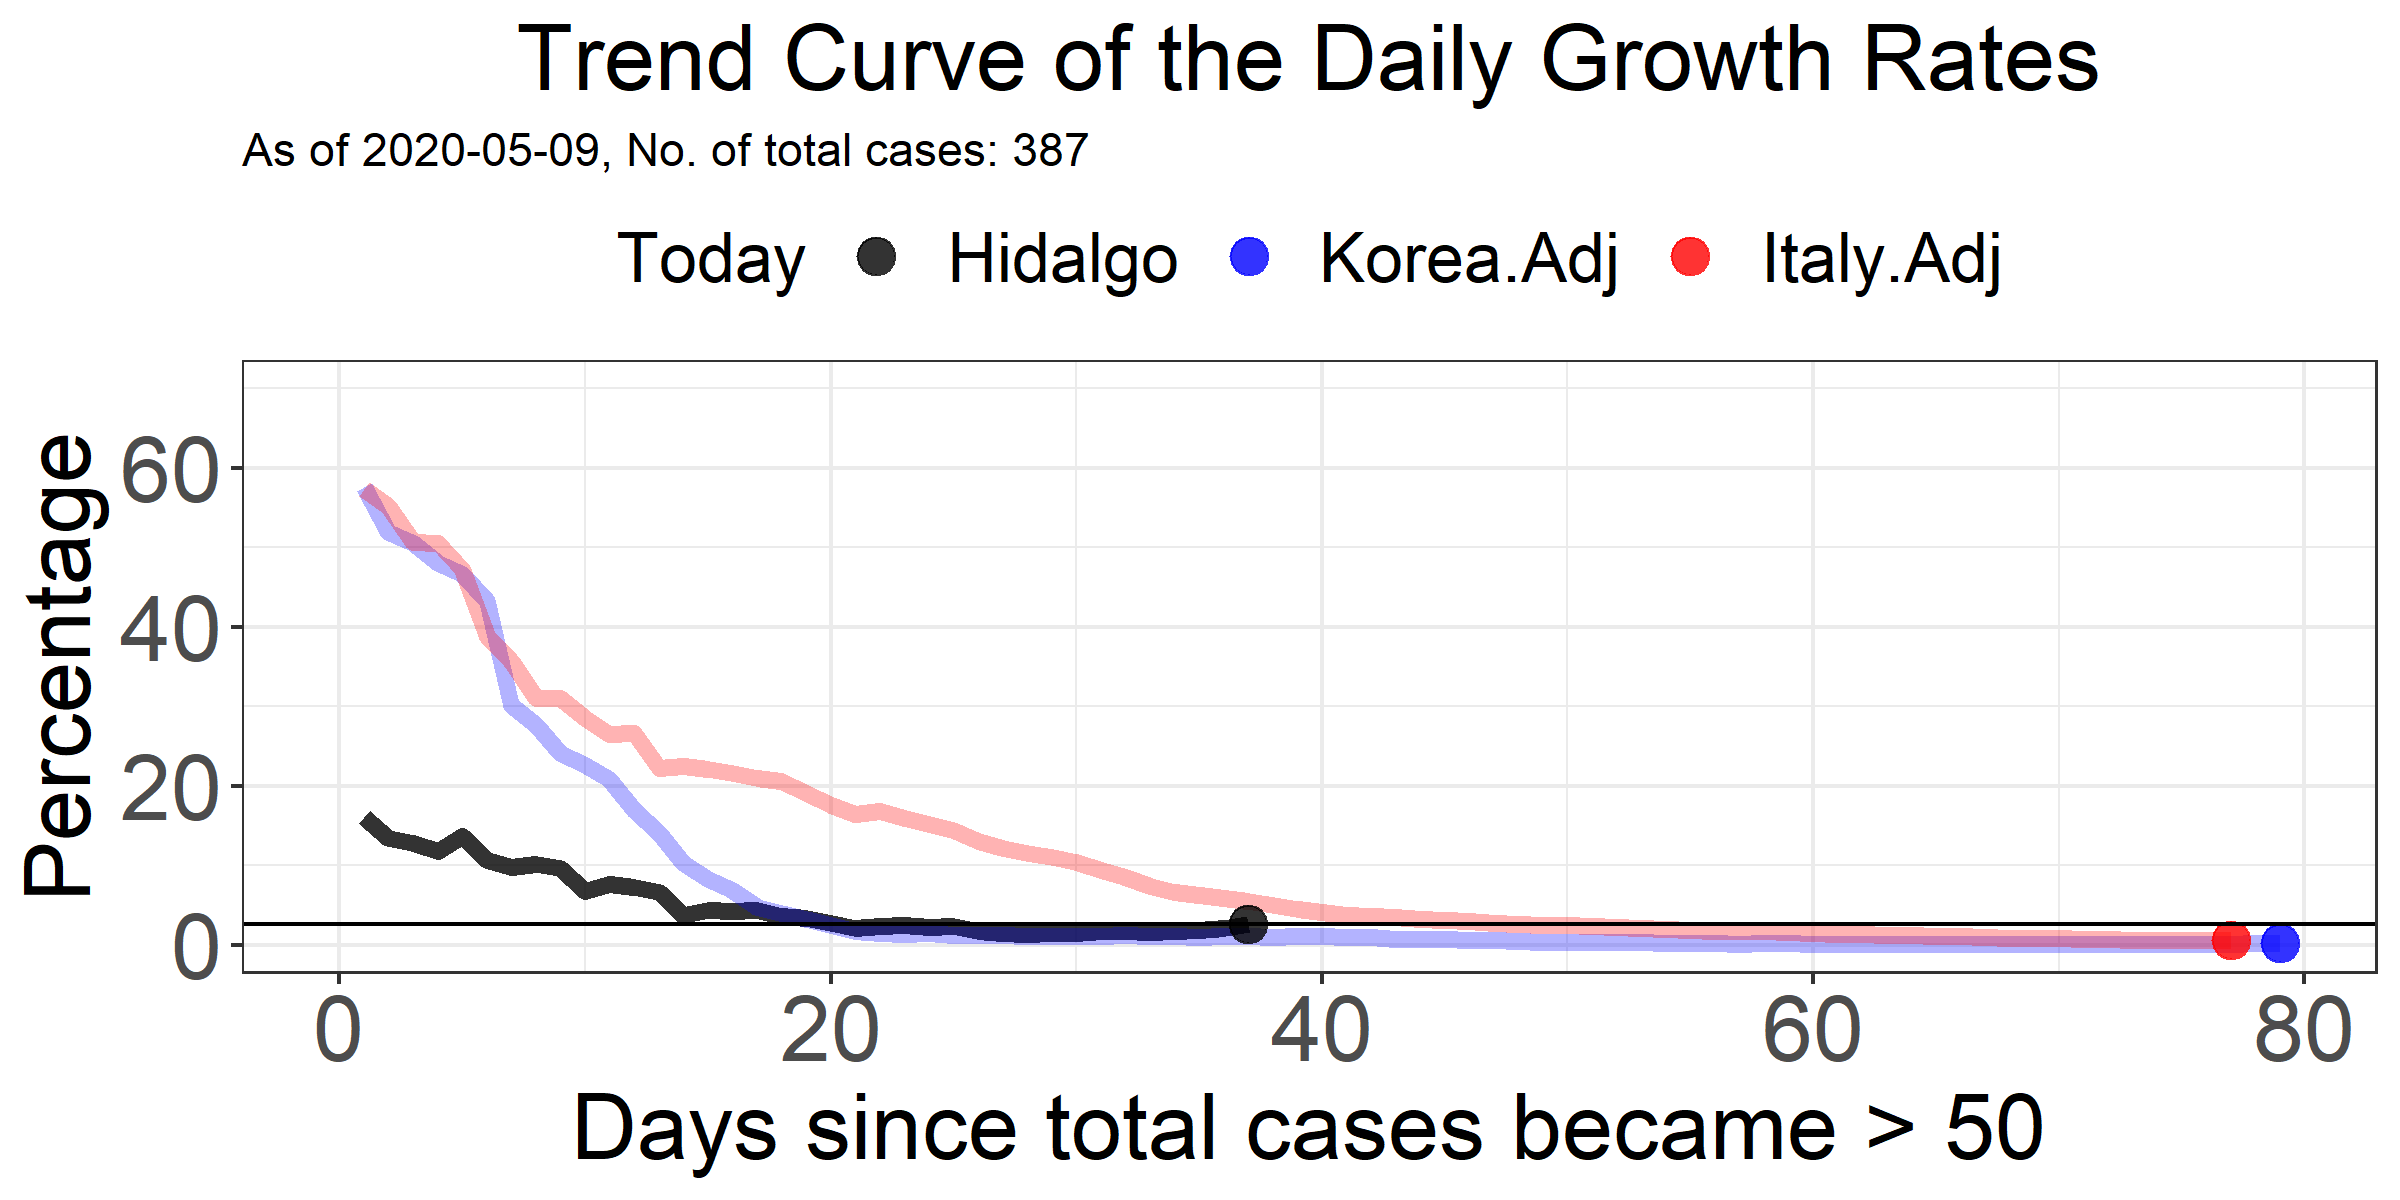 Trend Curve of the Daily Growth Rates
As of 2020-05-09, No. of total cases: 387
Today Hidalgo Korea.Adj Italy.Adj
Percentage
60
40
20
0
0 20 40 60 80
Days since total cases became > 50